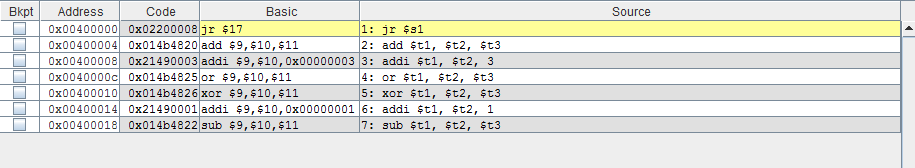 Bkpt Address Code Basic Source
0x00400000 0x02200008 jr $17 1: jr $s1
0x00400004 0x014b4820 add $9,$10,$11 2: add $t1, $t2, $t3
0x00400008 0x21490003 addi $9,$10,0x00000003 3: addi $t1, $t2, 3
0x0040000c 0x014b4825 or $9,$10,$11 4: or $t1, $t2, $t3
0x00400010 0x014b4826 xor $9,$10,$11 5: xor $t1, $t2, $t3
0x00400014 0x21490001 addi $9,$10,0x00000001 6: addi $t1, $t2, 1
0x00400018 0x014b4822 sub $9,$10,$11 7: sub $t1, $t2, $t3